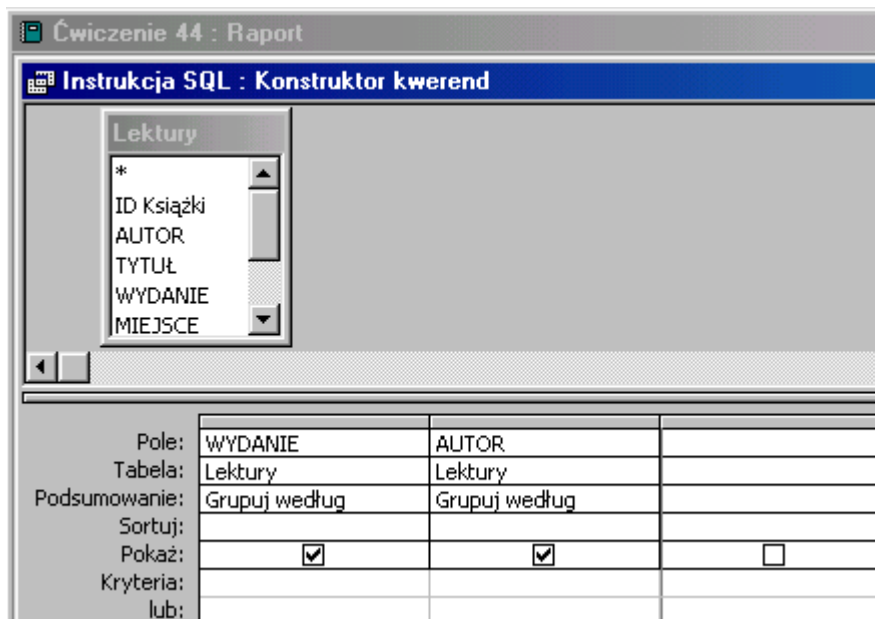 Ćwiczenie 44 : Raport
Instrukcja SQL : Konstruktor kwerend
Lektury
*
ID Książki
AUTOR
TYTUŁ
WYDANIE
MIEJSCE
Pole: WYDANIE AUTOR
Tabela: Lektury Lektury
Podsumowanie: Grupuj według Grupuj według
Sortuj:
Pokaż:
Kryteria:
lub: